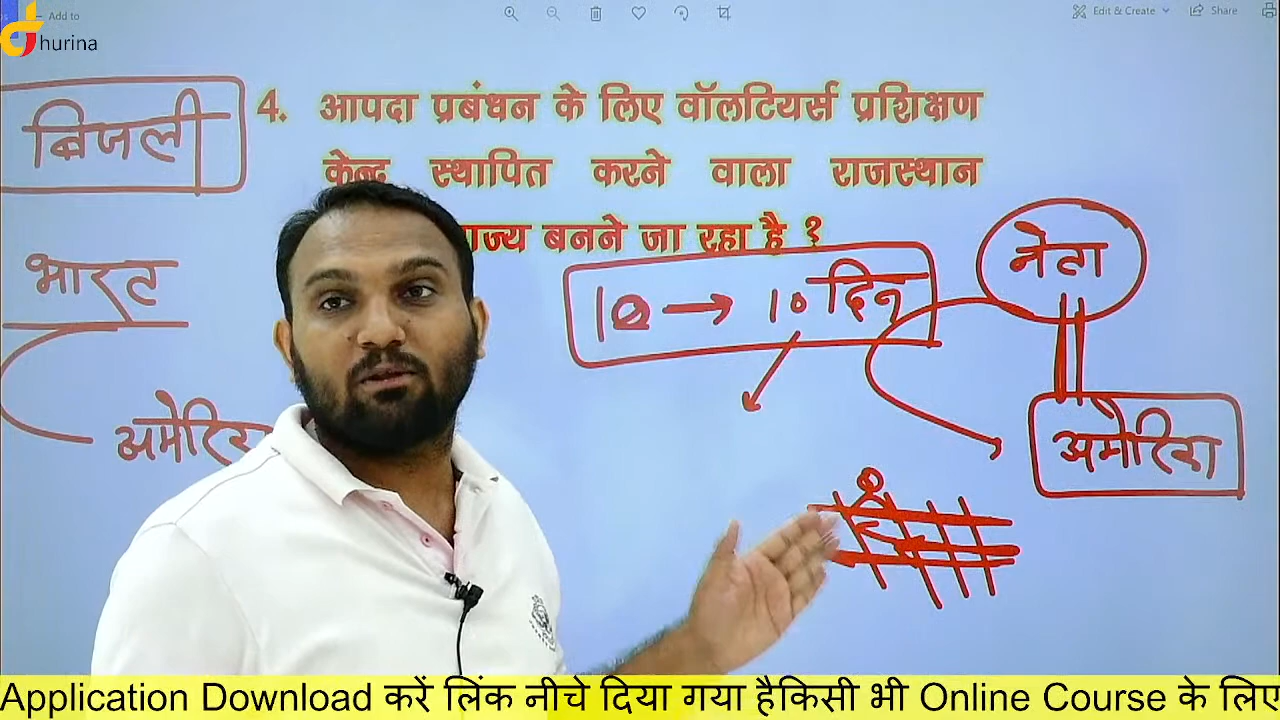 Add to
Edit & Create
Share
hurina
बिजली
4. आपदा प्रबंधन के लिए वॉलटियर्स प्रशिक्षण
केन्द्र स्थापित करने वाला राजस्थान
राज्य बनने जा रहा है ?
नेता
भारत
10 → 10 दिन
अमेरिका
अमेरिका
Application Download करें लिंक नीचे दिया गया हैकिसी भी Online Course के लिए